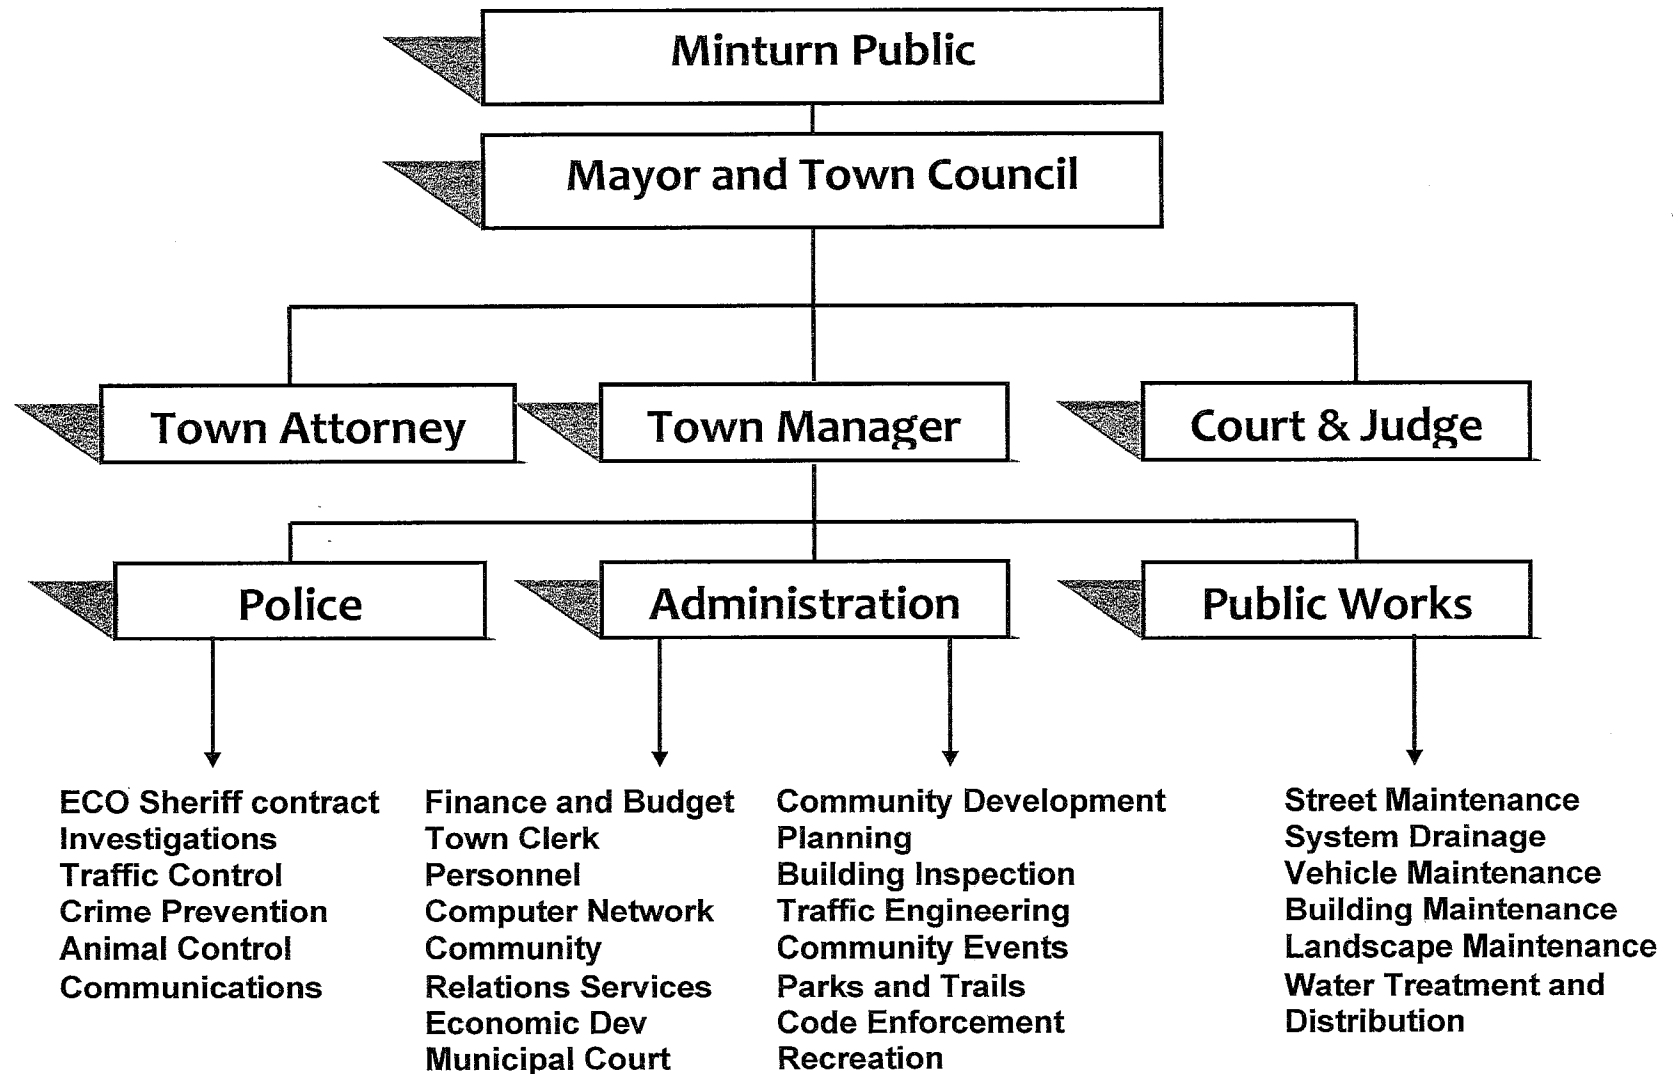 Minturn Public
Mayor and Town Council
Town Attorney
Town Manager
Court & Judge
Police
Administration
Public Works
ECO Sheriff contract
Investigations
Traffic Control
Crime Prevention
Animal Control
Communications
Finance and Budget
Town Clerk
Personnel
Computer Network
Community
Relations Services
Economic Dev
Municipal Court
Community Development
Planning
Building Inspection
Traffic Engineering
Community Events
Parks and Trails
Code Enforcement
Recreation
Street Maintenance
System Drainage
Vehicle Maintenance
Building Maintenance
Landscape Maintenance
Water Treatment and
Distribution